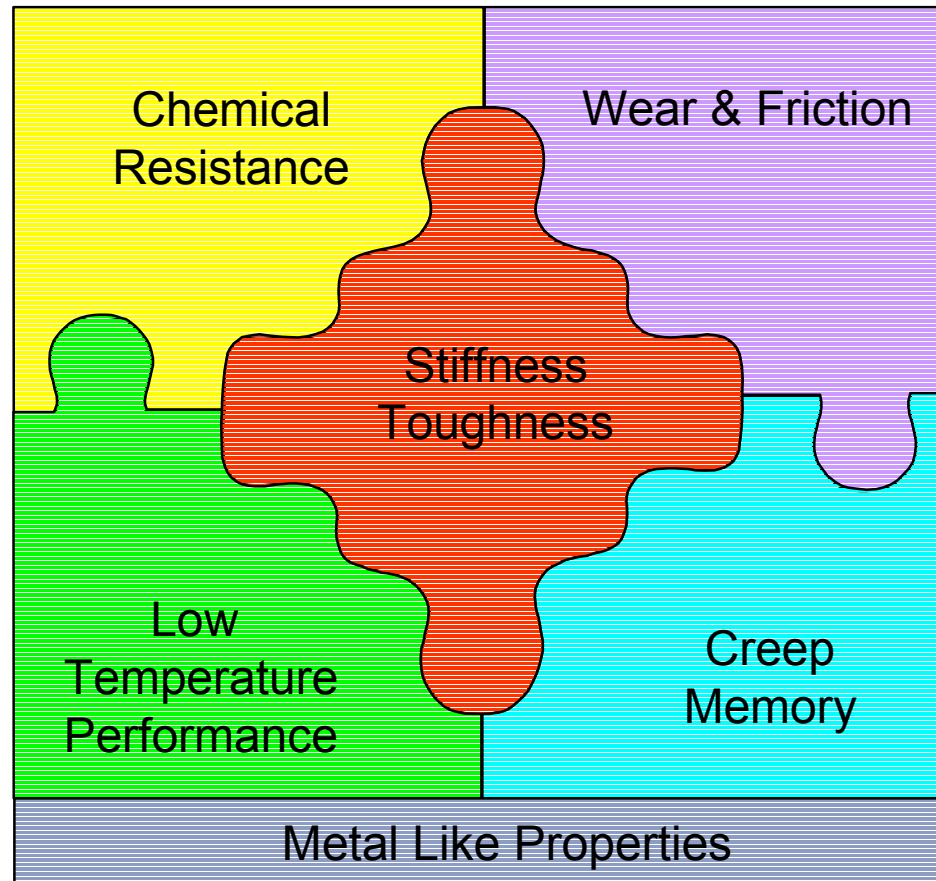 Chemical
Resistance
Wear & Friction
Stiffness
Toughness
Low
Temperature
Performance
Creep
Memory
Metal Like Properties